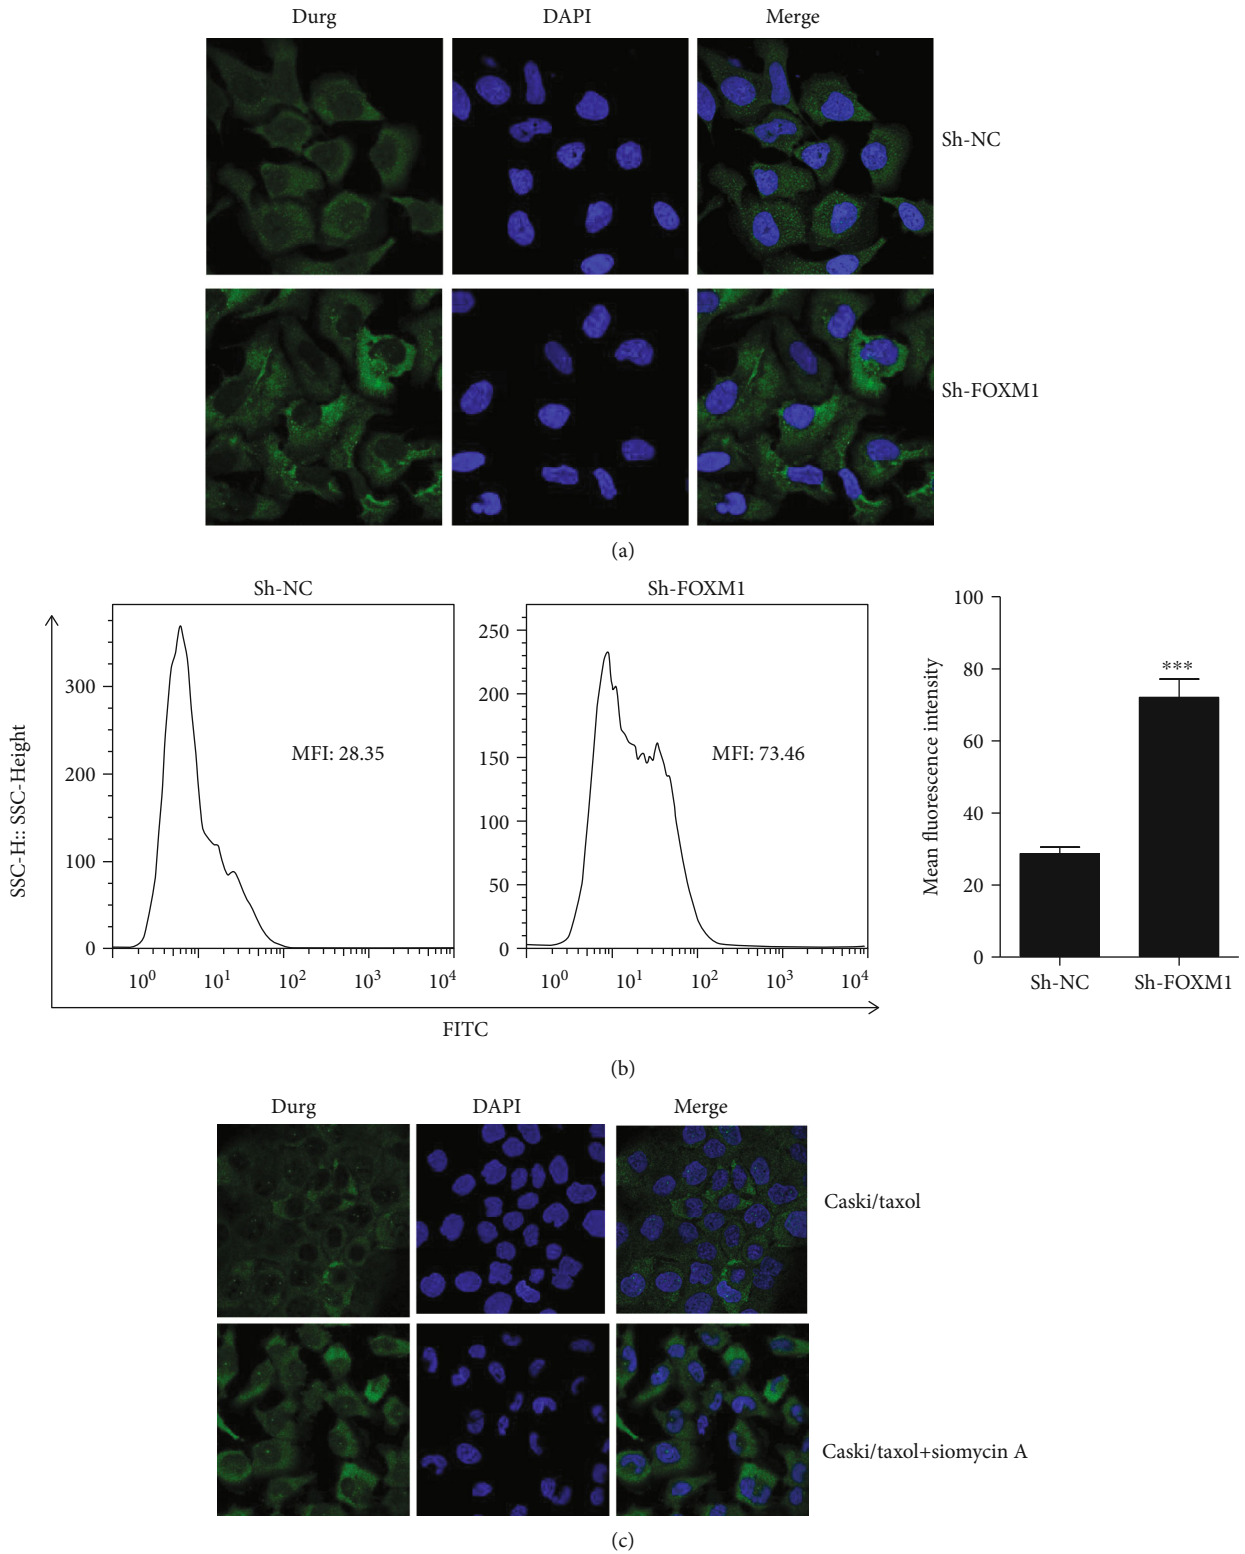 Durg DAPI Merge
Sh-NC
Sh-FOXM1
(a)
Sh-NC Sh-FOXM1
SSC-H:: SSC-Height
300
200
100
0
MFI: 28.35
10⁰ 10¹ 10² 10³ 10⁴
250
200
150
100
50
0
MFI: 73.46
10⁰ 10¹ 10² 10³ 10⁴
FITC
Mean fluorescence intensity
100
80
60
40
20
0
***
Sh-NC Sh-FOXM1
(b)
Durg DAPI Merge
Caski/taxol
Caski/taxol+siomycin A
(c)